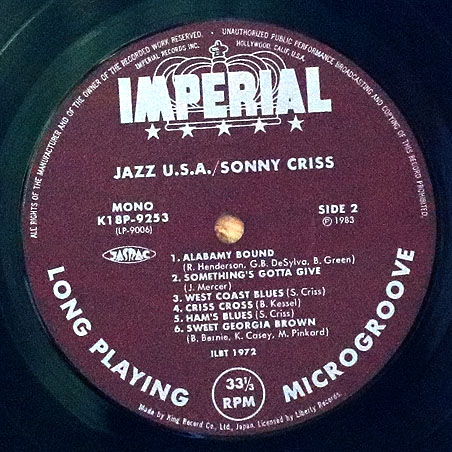 ALL RIGHTS OF THE MANUFACTURER AND OF THE OWNER OF THE RECORDED WORK RESERVED. • UNAUTHORIZED PUBLIC PERFORMANCE BROADCASTING AND COPYING OF THIS RECORD PROHIBITED.
IMPERIAL RECORDS INC. HOLLYWOOD, CALIF. U.S.A.
IMPERIAL
JAZZ U.S.A./SONNY CRISS
MONO
K18P-9253
(LP-9006)
SIDE 2
Ⓟ 1983
JASRAC
1. ALABAMY BOUND
(R. Henderson, G.B. DeSylva, B. Green)
2. SOMETHING'S GOTTA GIVE
(J. Mercer)
3. WEST COAST BLUES (S. Criss)
4. CRISS CROSS (B. Kessel)
5. HAM'S BLUES (S. Criss)
6. SWEET GEORGIA BROWN
(B. Bernie, K. Casey, M. Pinkard)
ILBT 1972
LONG PLAYING
33⅓
RPM
MICROGROOVE
Made by King Record Co., Ltd., Japan. Licensed by Liberty Records.